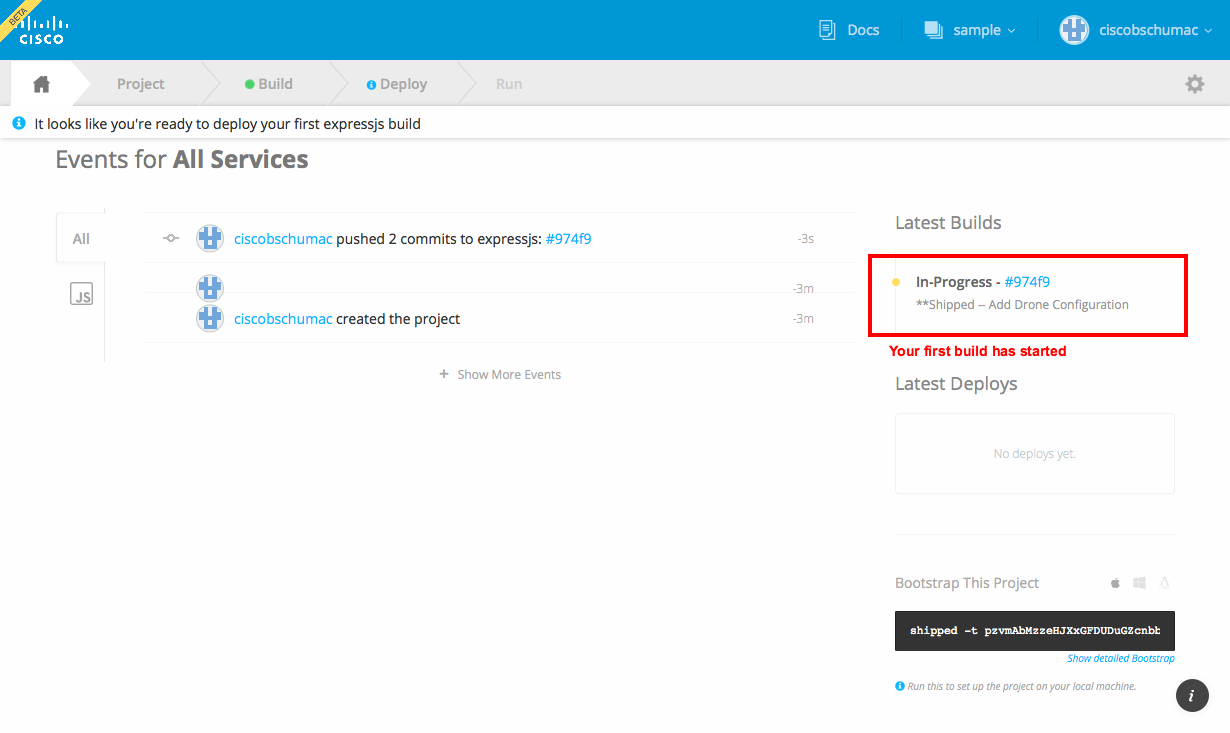 BETA
CISCO
Docs
sample
ciscobschumac
Project
Build
Deploy
Run
It looks like you're ready to deploy your first expressjs build
Events for All Services
All
JS
ciscobschumac pushed 2 commits to expressjs: #974f9
-3s
-3m
ciscobschumac created the project
-3m
+ Show More Events
Latest Builds
In-Progress - #974f9
**Shipped – Add Drone Configuration
Your first build has started
Latest Deploys
No deploys yet.
Bootstrap This Project
shipped -t pzvmAbMzzeHJXxGFDUDuGZcnbb
Show detailed Bootstrap
Run this to set up the project on your local machine.
i